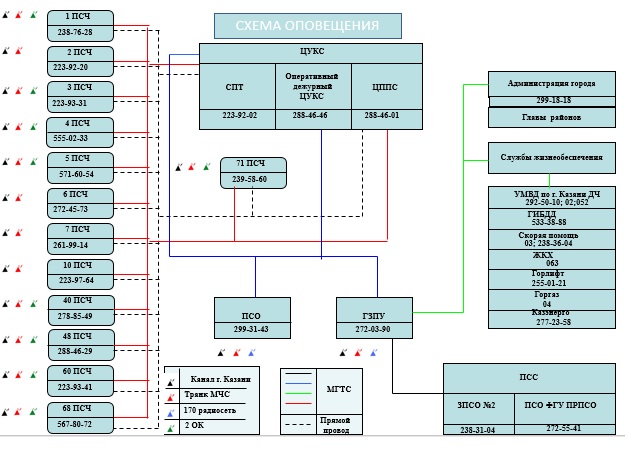 СХЕМА ОПОВЕЩЕНИЯ
1 ПСЧ
238-76-28
2 ПСЧ
223-92-20
3 ПСЧ
223-93-31
4 ПСЧ
555-02-33
5 ПСЧ
571-60-54
6 ПСЧ
272-45-73
7 ПСЧ
261-99-14
10 ПСЧ
223-97-64
40 ПСЧ
278-85-49
48 ПСЧ
288-46-29
60 ПСЧ
223-93-41
68 ПСЧ
567-80-72
ЦУКС
СПТ
223-92-02
Оперативный
дежурный
ЦУКС
288-46-46
ЦППС
288-46-01
71 ПСЧ
239-58-60
ПСО
299-31-43
ГЗПУ
272-03-90
Администрация города
299-18-18
Главы районов
Службы жизнеобеспечения
УМВД по г. Казани ДЧ
292-50-10; 02;052
ГИБДД
533-38-88
Скорая помощь
03; 238-36-04
ЖКХ
063
Горлифт
255-01-21
Горгаз
04
Казэнерго
277-23-58
ПСС
ЗПСО №2
238-31-04
ПСО ФГУ ПРПСО
272-55-41
Канал г. Казани
Транк МЧС
170 радиосеть
2 ОК
МГТС
Прямой
провод